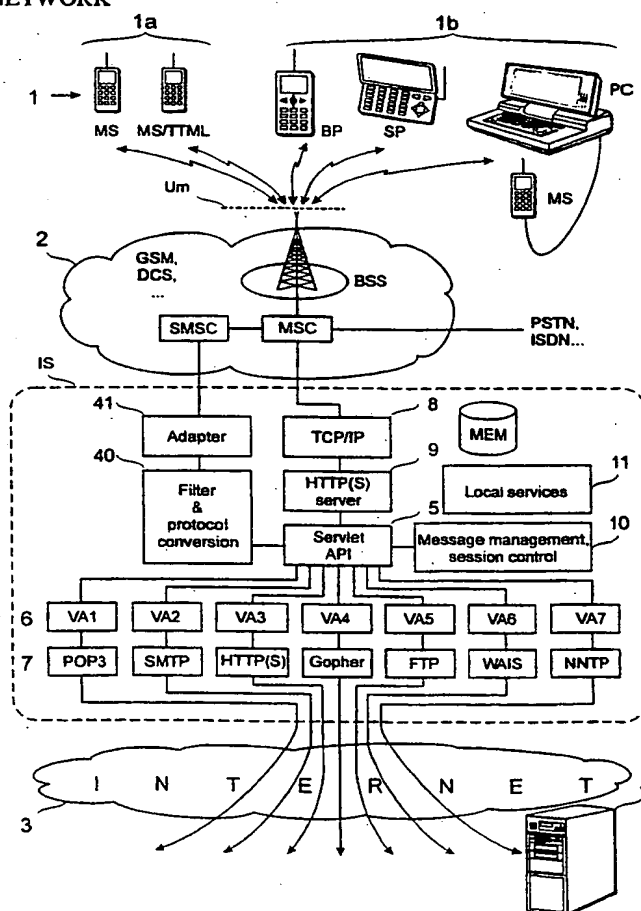 NETWORK
1a
1b
1
MS
MS/TTML
BP
SP
PC
MS
Um
2
GSM,
DCS,
...
BSS
SMSC
MSC
PSTN,
ISDN...
IS
41
Adapter
8
TCP/IP
MEM
40
Filter
&
protocol
conversion
9
HTTP(S)
server
11
Local services
5
Servlet
API
10
Message management,
session control
6
VA1
VA2
VA3
VA4
VA5
VA6
VA7
7
POP3
SMTP
HTTP(S)
Gopher
FTP
WAIS
NNTP
I N T E R N E T
3